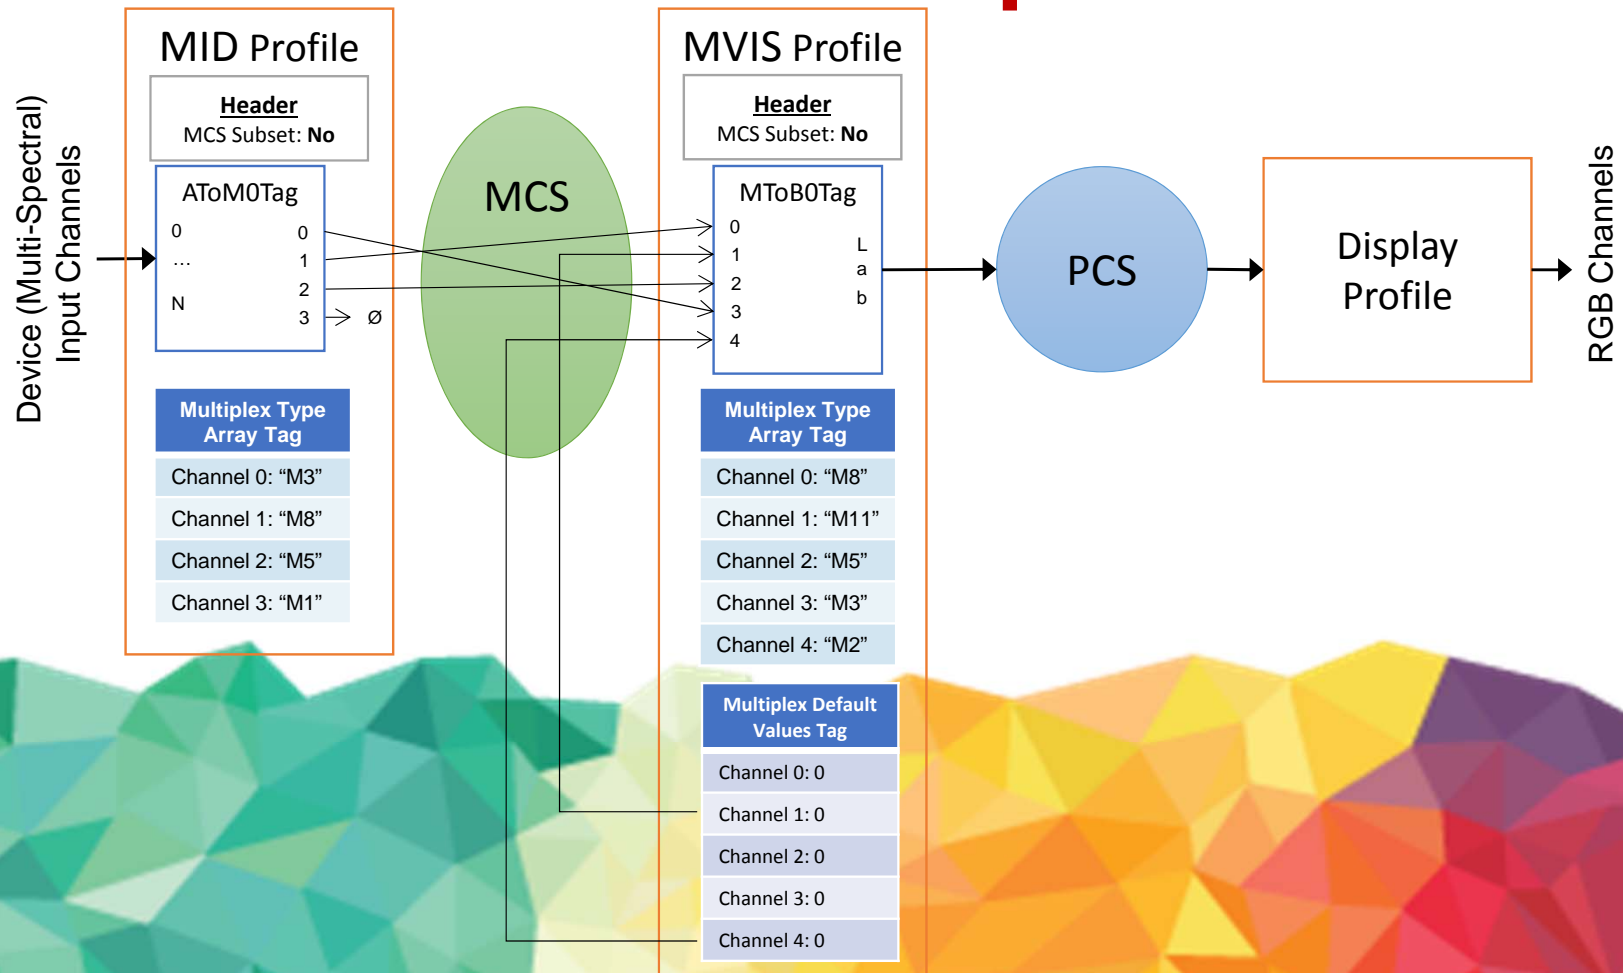 Device (Multi-Spectral)
Input Channels
MID Profile
Header
MCS Subset: No
AToM0Tag
0
...
N
0
1
2
3
Ø
Multiplex Type
Array Tag
Channel 0: “M3”
Channel 1: “M8”
Channel 2: “M5”
Channel 3: “M1”
MCS
MVIS Profile
Header
MCS Subset: No
MToB0Tag
0
1
2
3
4
L
a
b
Multiplex Type
Array Tag
Channel 0: “M8”
Channel 1: “M11”
Channel 2: “M5”
Channel 3: “M3”
Channel 4: “M2”
Multiplex Default
Values Tag
Channel 0: 0
Channel 1: 0
Channel 2: 0
Channel 3: 0
Channel 4: 0
PCS
Display
Profile
RGB Channels